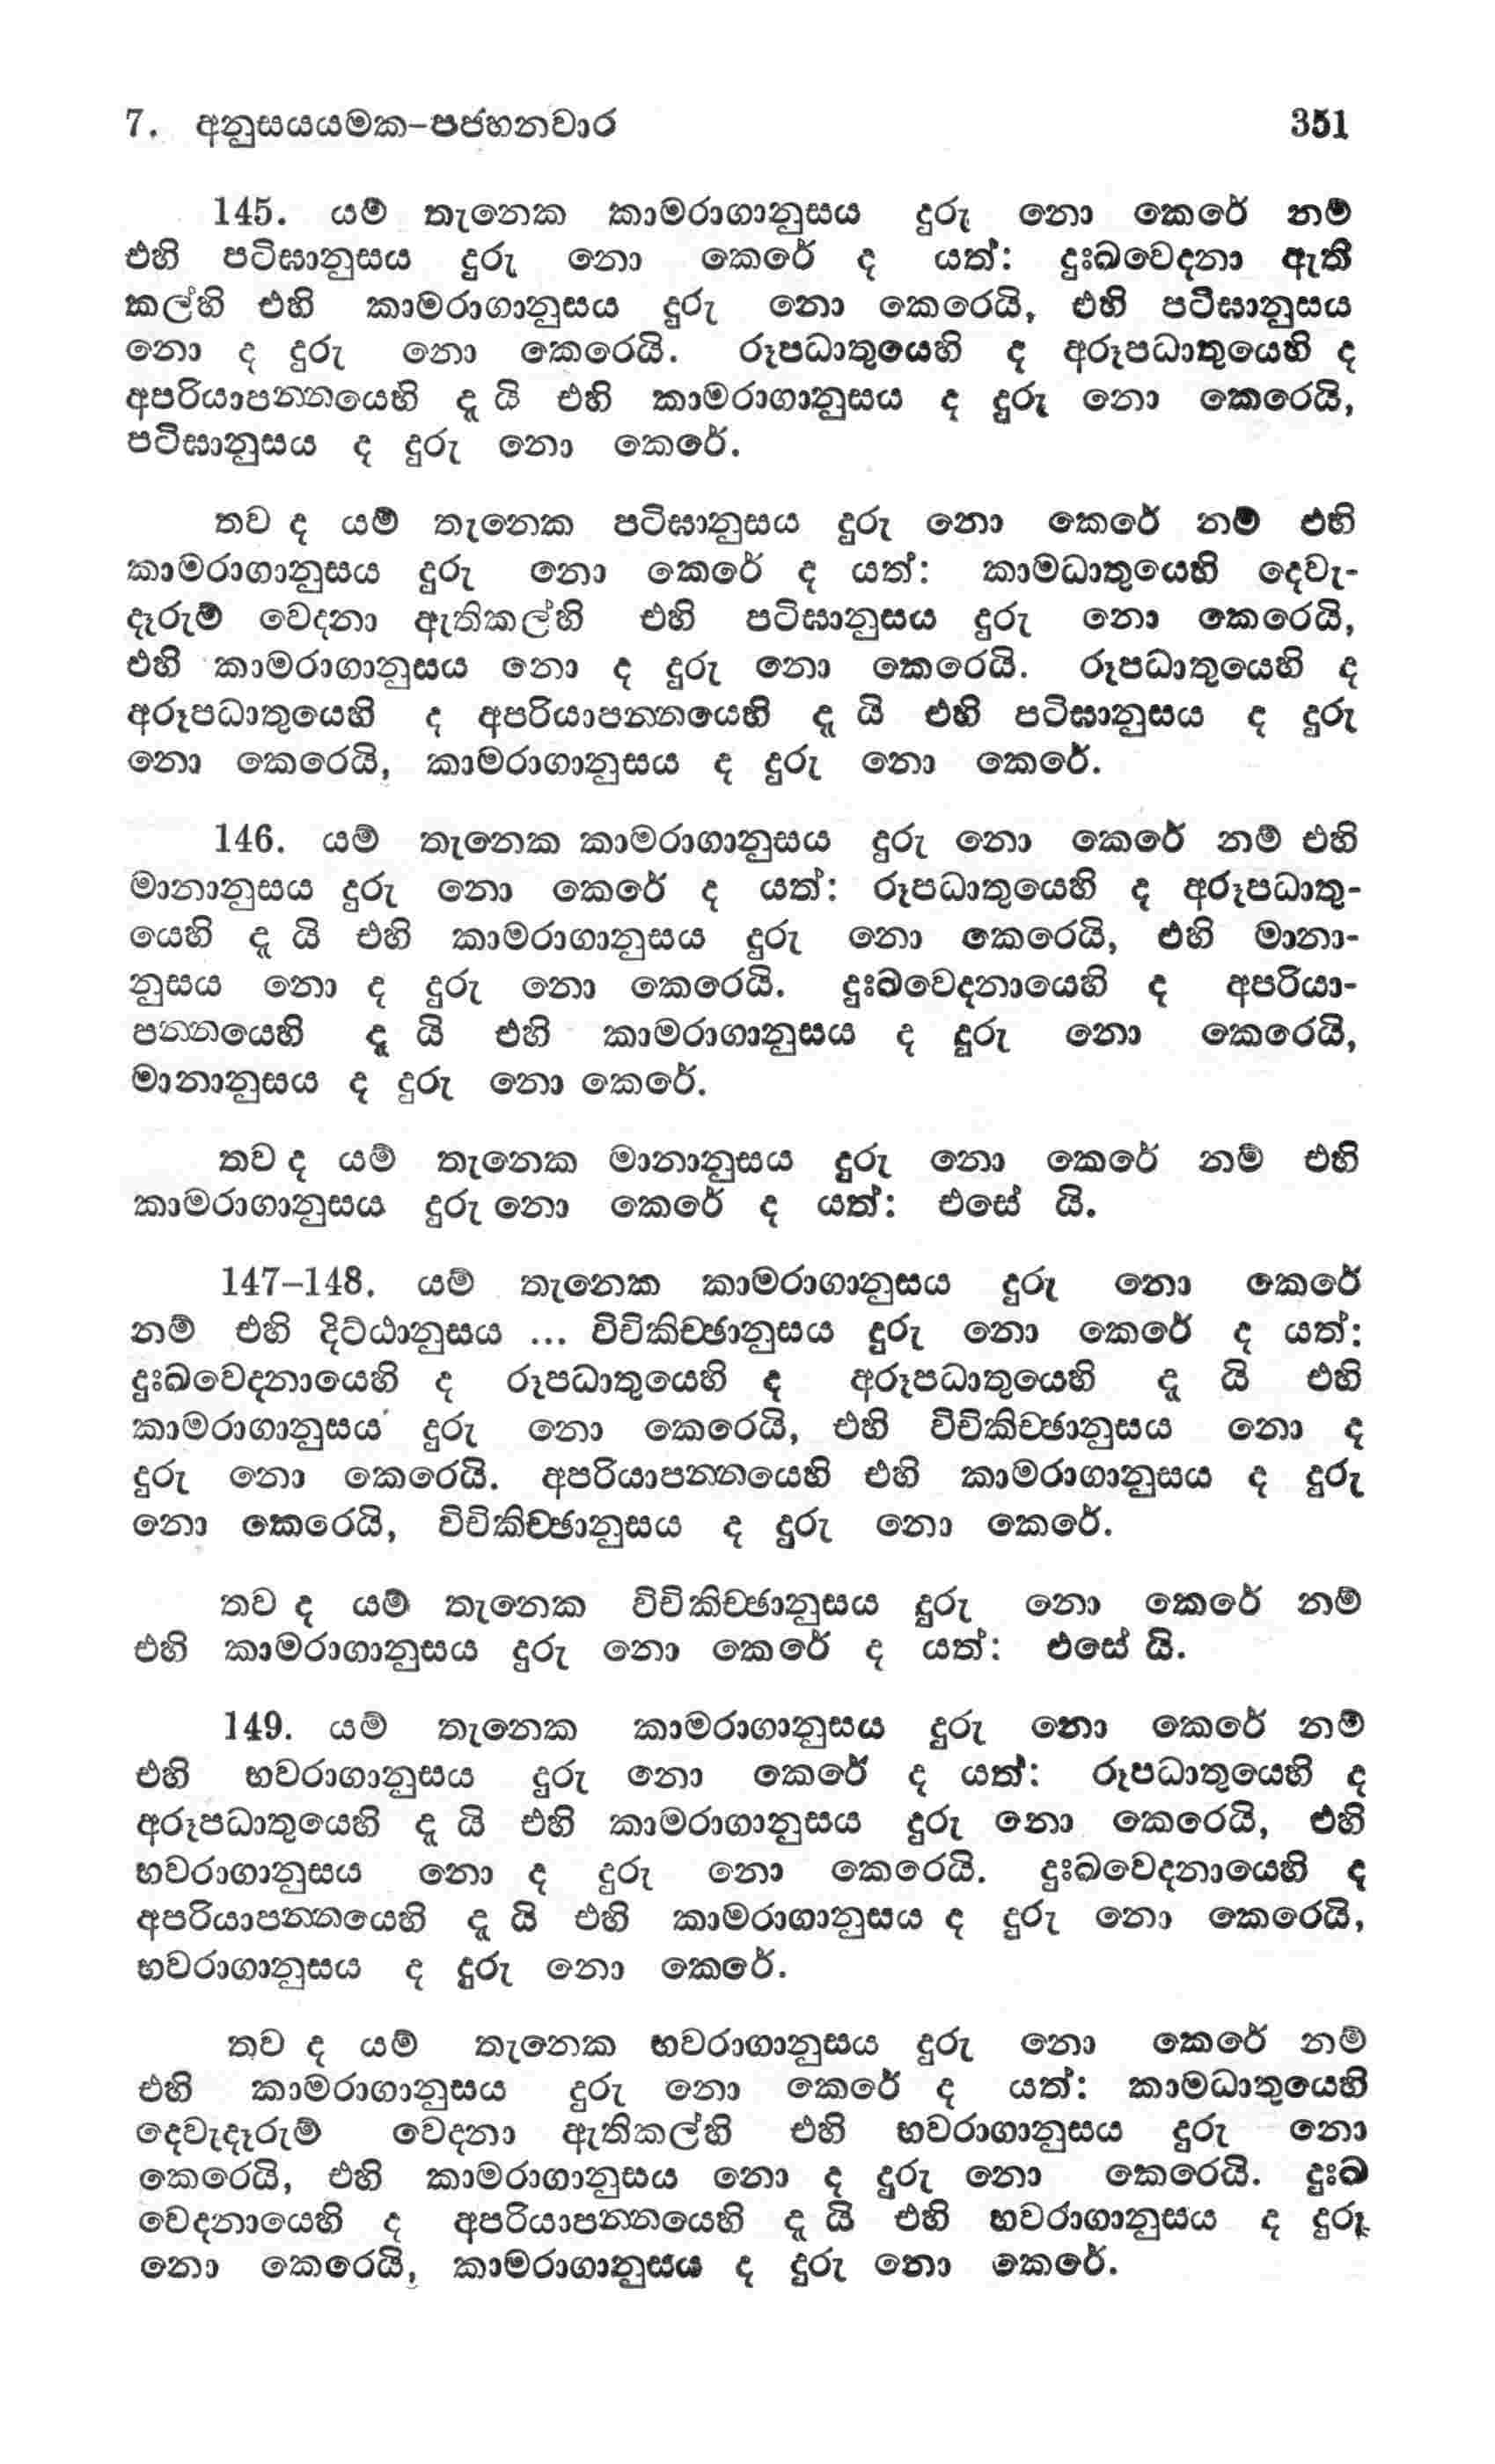 7. අනුසයයමක-පජහනවාර 351
145. යම් තැනෙක කාමරාගානුසය දුරු නො කෙරේ නම්
එහි පටිඝානුසය දුරු නො කෙරේ ද යත්: දුඃඛවෙදනා ඇති
කල්හි එහි කාමරාගානුසය දුරු නො කෙරෙයි, එහි පටිඝානුසය
නො ද දුරු නො කෙරෙයි. රූපධාතුයෙහි ද අරූපධාතුයෙහි ද
අපරියාපන්නයෙහි දූ යි එහි කාමරාගානුසය ද දුරු නො කෙරෙයි,
පටිඝානුසය ද දුරු නො කෙරේ.
තව ද යම් තැනෙක පටිඝානුසය දුරු නො කෙරේ නම් එහි
කාමරාගානුසය දුරු නො කෙරේ ද යත්: කාමධාතුයෙහි දෙවැ-
දෑරුම් වෙදනා ඇතිකල්හි එහි පටිඝානුසය දුරු නො කෙරෙයි,
එහි කාමරාගානුසය නො ද දුරු නො කෙරෙයි. රූපධාතුයෙහි ද
අරූපධාතුයෙහි ද අපරියාපන්නයෙහි දූ යි එහි පටිඝානුසය ද දුරු
නො කෙරෙයි, කාමරාගානුසය ද දුරු නො කෙරේ.
146. යම් තැනෙක කාමරාගානුසය දුරු නො කෙරේ නම් එහි
මානානුසය දුරු නො කෙරේ ද යත්: රූපධාතුයෙහි ද අරූපධාතු-
යෙහි දූ යි එහි කාමරාගානුසය දුරු නො කෙරෙයි, එහි මානා-
නුසය නො ද දුරු නො කෙරෙයි. දුඃඛවෙදනායෙහි ද අපරියා-
පන්නයෙහි දූ යි එහි කාමරාගානුසය ද දුරු නො කෙරෙයි,
මානානුසය ද දුරු නො කෙරේ.
තව ද යම් තැනෙක මානානුසය දුරු නො කෙරේ නම් එහි
කාමරාගානුසය දුරු නො කෙරේ ද යත්: එසේ යි.
147–148. යම් තැනෙක කාමරාගානුසය දුරු නො කෙරේ
නම් එහි දිට්ඨානුසය ... විචිකිච්ඡානුසය දුරු නො කෙරේ ද යත්:
දුඃඛවෙදනායෙහි ද රූපධාතුයෙහි ද අරූපධාතුයෙහි දූ යි එහි
කාමරාගානුසය දුරු නො කෙරෙයි, එහි විචිකිච්ඡානුසය නො ද
දුරු නො කෙරෙයි. අපරියාපන්නයෙහි එහි කාමරාගානුසය ද දුරු
නො කෙරෙයි, විචිකිච්ඡානුසය ද දුරු නො කෙරේ.
තව ද යම් තැනෙක විචිකිච්ඡානුසය දුරු නො කෙරේ නම්
එහි කාමරාගානුසය දුරු නො කෙරේ ද යත්: එසේ යි.
149. යම් තැනෙක කාමරාගානුසය දුරු නො කෙරේ නම්
එහි භවරාගානුසය දුරු නො කෙරේ ද යත්: රූපධාතුයෙහි ද
අරූපධාතුයෙහි දූ යි එහි කාමරාගානුසය දුරු නො කෙරෙයි, එහි
භවරාගානුසය නො ද දුරු නො කෙරෙයි. දුඃඛවෙදනායෙහි ද
අපරියාපන්නයෙහි දූ යි එහි කාමරාගානුසය ද දුරු නො කෙරෙයි,
භවරාගානුසය ද දුරු නො කෙරේ.
තව ද යම් තැනෙක භවරාගානුසය දුරු නො කෙරේ නම්
එහි කාමරාගානුසය දුරු නො කෙරේ ද යත්: කාමධාතුයෙහි
දෙවැදෑරුම් වෙදනා ඇතිකල්හි එහි භවරාගානුසය දුරු නො
කෙරෙයි, එහි කාමරාගානුසය නො ද දුරු නො කෙරෙයි. දුඃඛ
වෙදනායෙහි ද අපරියාපන්නයෙහි දූ යි එහි භවරාගානුසය ද දුරු
නො කෙරෙයි, කාමරාගානුසය ද දුරු නො කෙරේ.